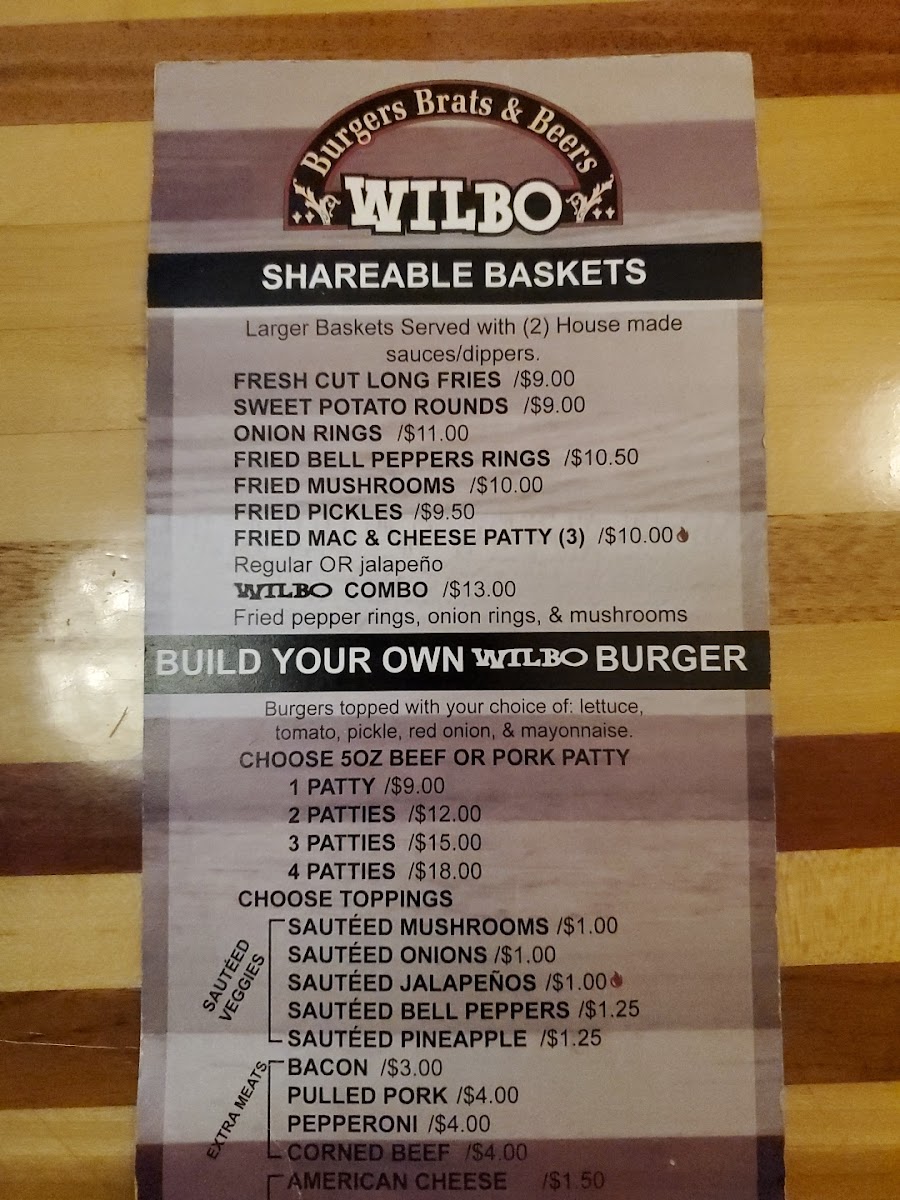 Burgers Brats & Beers
WILBO
SHAREABLE BASKETS
Larger Baskets Served with (2) House made
sauces/dippers.
FRESH CUT LONG FRIES /$9.00
SWEET POTATO ROUNDS /$9.00
ONION RINGS /$11.00
FRIED BELL PEPPERS RINGS /$10.50
FRIED MUSHROOMS /$10.00
FRIED PICKLES /$9.50
FRIED MAC & CHEESE PATTY (3) /$10.00
Regular OR jalapeño
WILBO COMBO /$13.00
Fried pepper rings, onion rings, & mushrooms
BUILD YOUR OWN WILBO BURGER
Burgers topped with your choice of: lettuce,
tomato, pickle, red onion, & mayonnaise.
CHOOSE 5OZ BEEF OR PORK PATTY
1 PATTY /$9.00
2 PATTIES /$12.00
3 PATTIES /$15.00
4 PATTIES /$18.00
CHOOSE TOPPINGS
SAUTÉED
VEGGIES
SAUTÉED MUSHROOMS /$1.00
SAUTÉED ONIONS /$1.00
SAUTÉED JALAPEÑOS /$1.00
SAUTÉED BELL PEPPERS /$1.25
SAUTÉED PINEAPPLE /$1.25
EXTRA MEATS
BACON /$3.00
PULLED PORK /$4.00
PEPPERONI /$4.00
CORNED BEEF /$4.00
AMERICAN CHEESE /$1.50